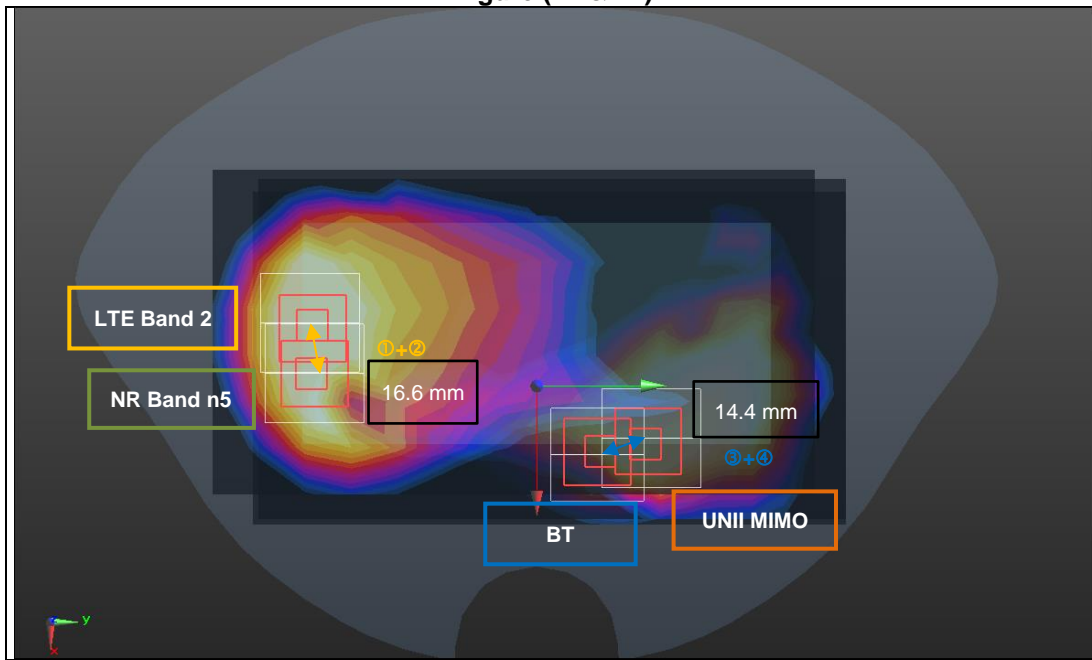 LTE Band 2
①+②
NR Band n5
16.6 mm
14.4 mm
③+④
BT
UNII MIMO
y
x